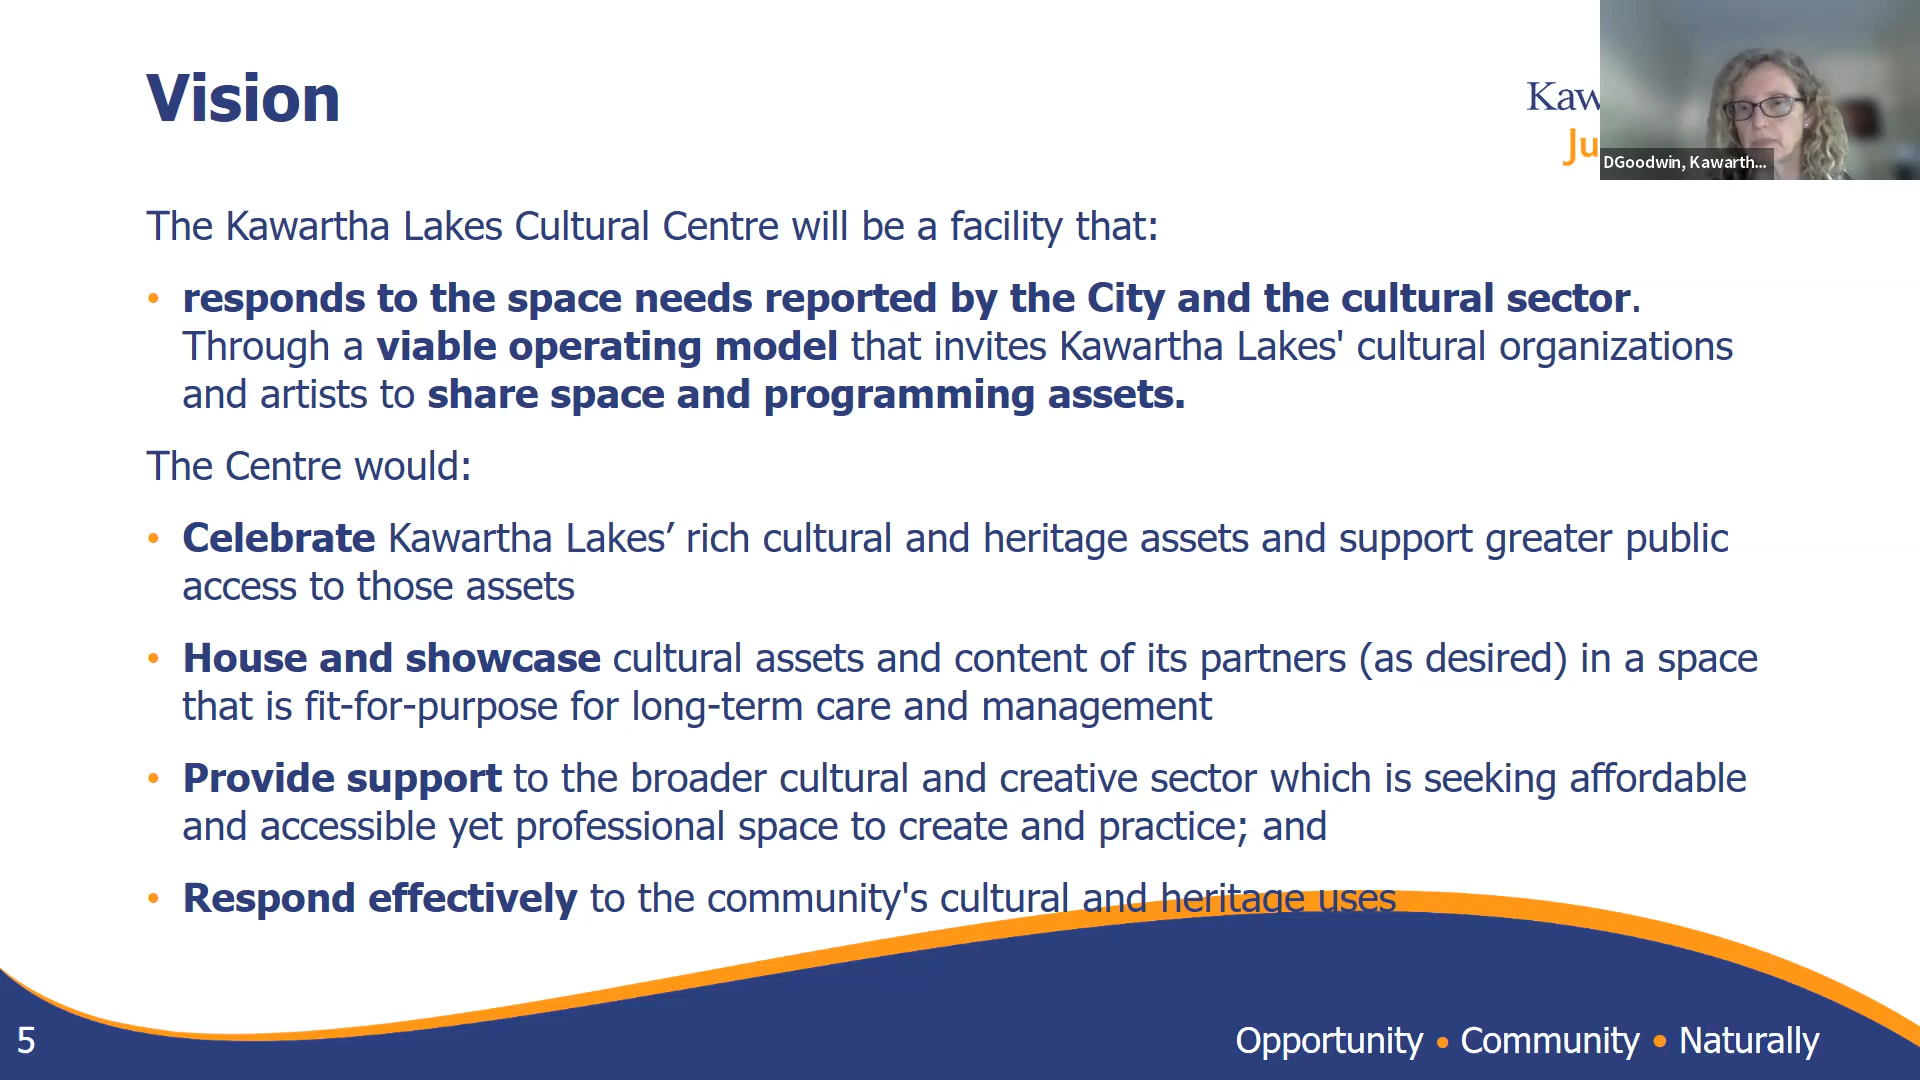 Vision
Kaw
Ju
DGoodwin, Kawarth...
The Kawartha Lakes Cultural Centre will be a facility that:
• responds to the space needs reported by the City and the cultural sector.
Through a viable operating model that invites Kawartha Lakes' cultural organizations
and artists to share space and programming assets.
The Centre would:
• Celebrate Kawartha Lakes’ rich cultural and heritage assets and support greater public
access to those assets
• House and showcase cultural assets and content of its partners (as desired) in a space
that is fit-for-purpose for long-term care and management
• Provide support to the broader cultural and creative sector which is seeking affordable
and accessible yet professional space to create and practice; and
• Respond effectively to the community's cultural and heritage uses
5
Opportunity • Community • Naturally